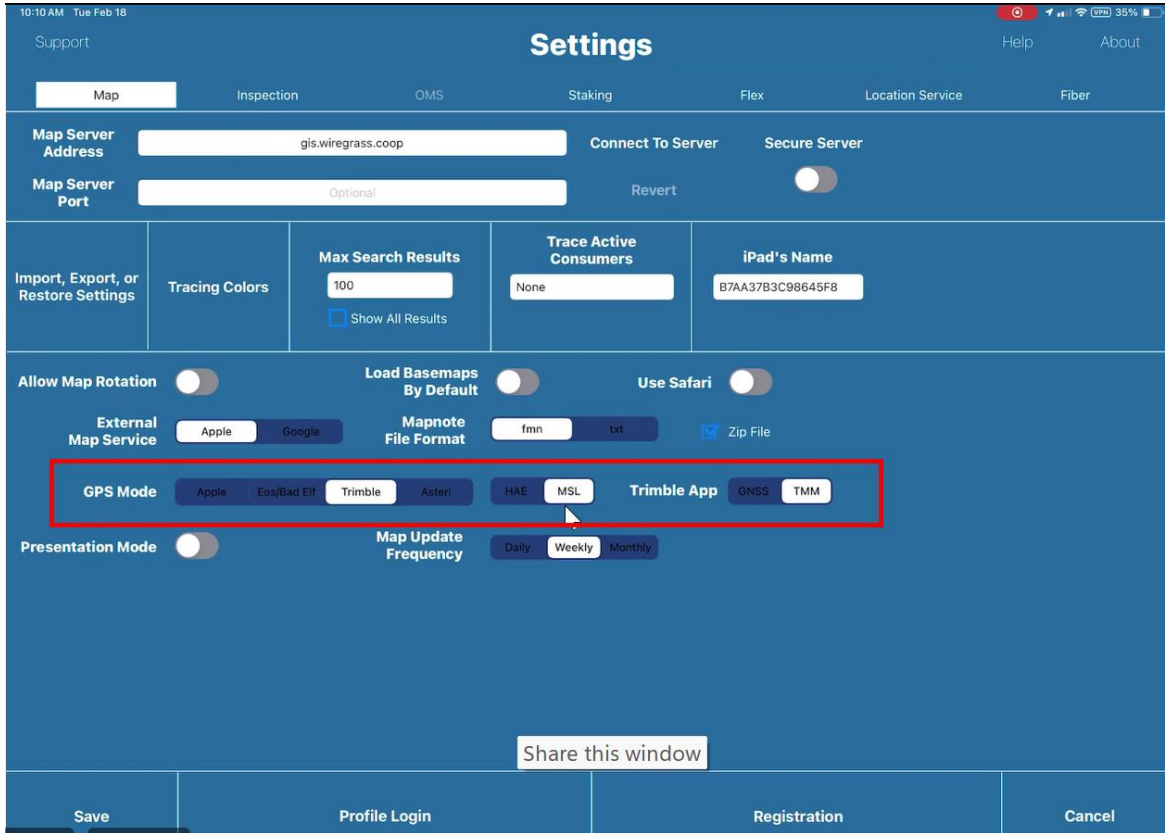 10:10 AM Tue Feb 18
VPN 35%
Support
Settings
Help
About
Map
Inspection
OMS
Staking
Flex
Location Service
Fiber
Map Server
Address
gis.wiregrass.coop
Connect To Server
Secure Server
Map Server
Port
Optional
Revert
Import, Export, or
Restore Settings
Tracing Colors
Max Search Results
100
Show All Results
Trace Active
Consumers
None
iPad's Name
B7AA37B3C98645F8
Allow Map Rotation
Load Basemaps
By Default
Use Safari
External
Map Service
Apple
Google
Mapnote
File Format
fmn
txt
Zip File
GPS Mode
Apple
Eos/Bad Elf
Trimble
Asteri
HAE
MSL
Trimble App
GNSS
TMM
Presentation Mode
Map Update
Frequency
Daily
Weekly
Monthly
Share this window
Save
Profile Login
Registration
Cancel